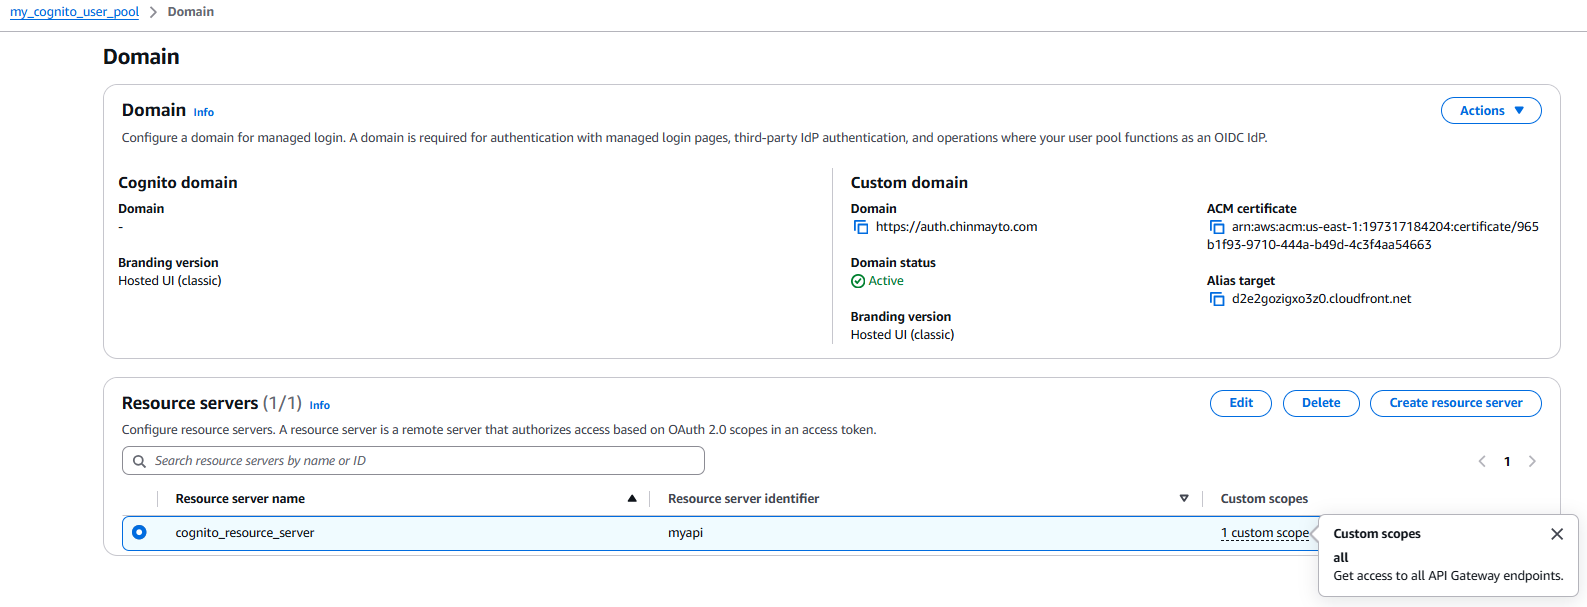 my_cognito_user_pool > Domain
Domain
Domain Info
Actions
Configure a domain for managed login. A domain is required for authentication with managed login pages, third-party IdP authentication, and operations where your user pool functions as an OIDC IdP.
Cognito domain
Domain
-
Branding version
Hosted UI (classic)
Custom domain
Domain
https://auth.chinmayto.com
Domain status
Active
Branding version
Hosted UI (classic)
ACM certificate
arn:aws:acm:us-east-1:197317184204:certificate/965
b1f93-9710-444a-b49d-4c3f4aa54663
Alias target
d2e2gozigxo3z0.cloudfront.net
Resource servers (1/1) Info
Edit
Delete
Create resource server
Configure resource servers. A resource server is a remote server that authorizes access based on OAuth 2.0 scopes in an access token.
Search resource servers by name or ID
1
Resource server name
Resource server identifier
Custom scopes
cognito_resource_server
myapi
1 custom scope
Custom scopes
all
Get access to all API Gateway endpoints.